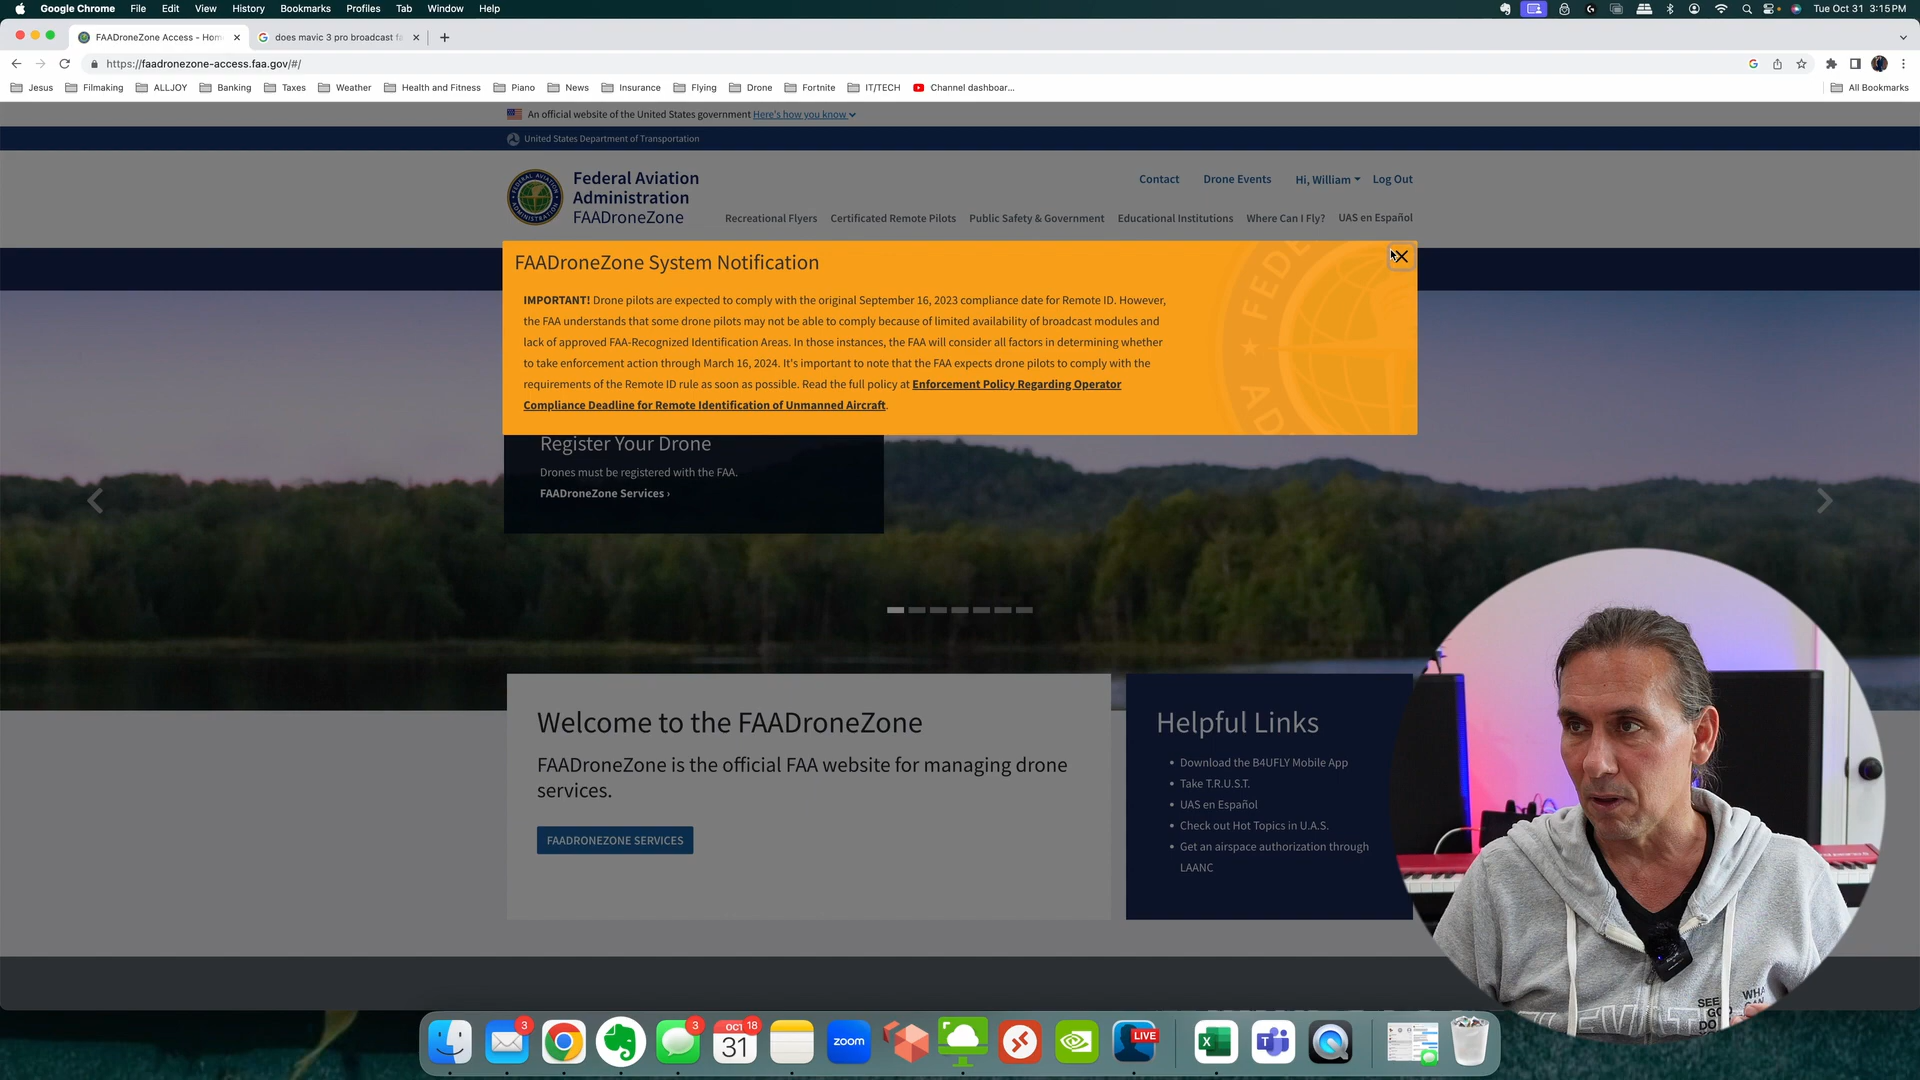 Google Chrome File Edit View History Bookmarks Profiles Tab Window Help Tue Oct 31 3:15 PM
FAADroneZone Access - Hom does mavic 3 pro broadcast fa
https://faadronezone-access.faa.gov/#/
Jesus Filmaking ALLJOY Banking Taxes Weather Health and Fitness Piano News Insurance Flying Drone Fortnite IT/TECH Channel dashboar... All Bookmarks
An official website of the United States government Here's how you know
United States Department of Transportation
Federal Aviation
Administration
FAADroneZone
Contact Drone Events Hi, William Log Out
Recreational Flyers Certificated Remote Pilots Public Safety & Government Educational Institutions Where Can I Fly? UAS en Español
FAADroneZone System Notification
IMPORTANT! Drone pilots are expected to comply with the original September 16, 2023 compliance date for Remote ID. However,
the FAA understands that some drone pilots may not be able to comply because of limited availability of broadcast modules and
lack of approved FAA-Recognized Identification Areas. In those instances, the FAA will consider all factors in determining whether
to take enforcement action through March 16, 2024. It's important to note that the FAA expects drone pilots to comply with the
requirements of the Remote ID rule as soon as possible. Read the full policy at Enforcement Policy Regarding Operator
Compliance Deadline for Remote Identification of Unmanned Aircraft.
Register Your Drone
Drones must be registered with the FAA.
FAADroneZone Services ›
Welcome to the FAADroneZone
FAADroneZone is the official FAA website for managing drone
services.
FAADRONEZONE SERVICES
Helpful Links
• Download the B4UFLY Mobile App
• Take T.R.U.S.T.
• UAS en Español
• Check out Hot Topics in U.A.S.
• Get an airspace authorization through
LAANC
3 3 OCT 18
31
zoom
LIVE